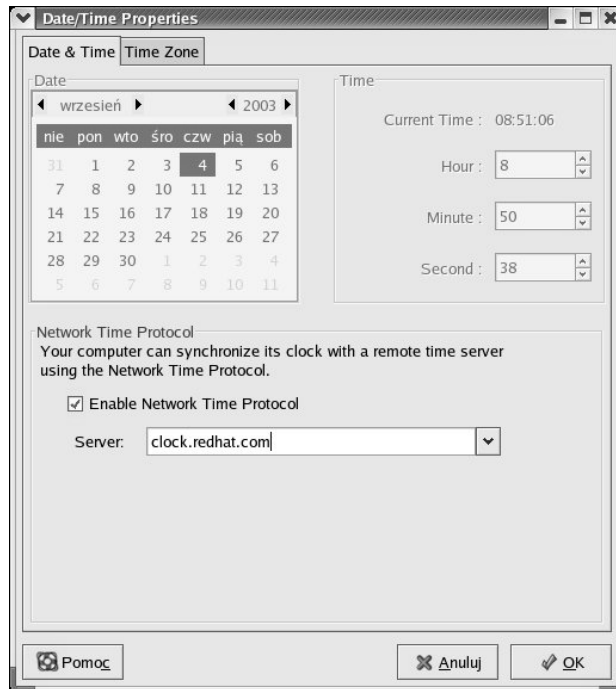 Date/Time Properties
Date & Time Time Zone
Date
wrzesień 2003
nie pon wto śro czw pią sob
31 1 2 3 4 5 6
7 8 9 10 11 12 13
14 15 16 17 18 19 20
21 22 23 24 25 26 27
28 29 30 1 2 3 4
5 6 7 8 9 10 11
Time
Current Time : 08:51:06
Hour : 8
Minute : 50
Second : 38
Network Time Protocol
Your computer can synchronize its clock with a remote time server
using the Network Time Protocol.
Enable Network Time Protocol
Server: clock.redhat.com
Pomoc Anuluj OK